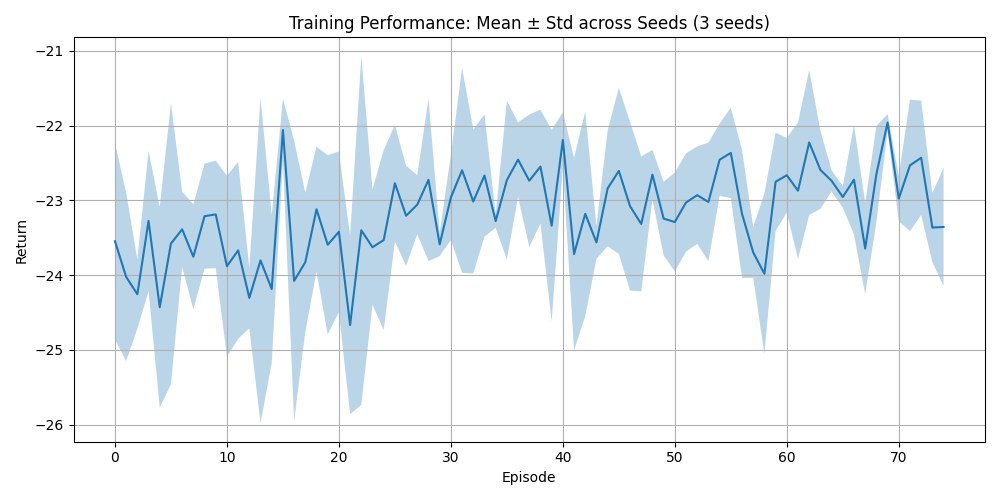 Training Performance: Mean ± Std across Seeds (3 seeds)
−21
−22
−23
−24
−25
−26
Return
0 10 20 30 40 50 60 70
Episode